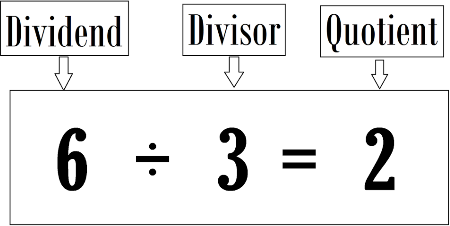 Dividend Divisor Quotient
6 ÷ 3 = 2